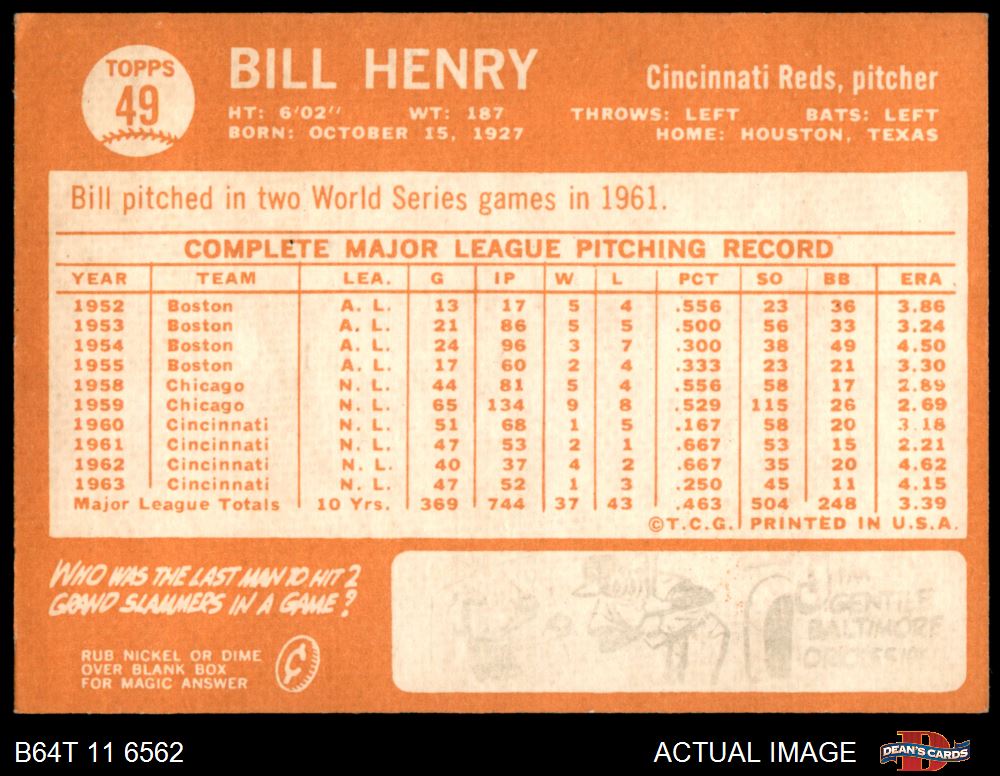 TOPPS
49
BILL HENRY
Cincinnati Reds, pitcher
HT: 6'02" WT: 187 THROWS: LEFT BATS: LEFT
BORN: OCTOBER 15, 1927 HOME: HOUSTON, TEXAS
Bill pitched in two World Series games in 1961.
COMPLETE MAJOR LEAGUE PITCHING RECORD
YEAR TEAM LEA. G IP W L PCT SO BB ERA
1952 Boston A. L. 13 17 5 4 .556 23 36 3.86
1953 Boston A. L. 21 86 5 5 .500 56 33 3.24
1954 Boston A. L. 24 96 3 7 .300 38 49 4.50
1955 Boston A. L. 17 60 2 4 .333 23 21 3.30
1958 Chicago N. L. 44 81 5 4 .556 58 17 2.89
1959 Chicago N. L. 65 134 9 8 .529 115 26 2.69
1960 Cincinnati N. L. 51 68 1 5 .167 58 20 3.18
1961 Cincinnati N. L. 47 53 2 1 .667 53 15 2.21
1962 Cincinnati N. L. 40 37 4 2 .667 35 20 4.62
1963 Cincinnati N. L. 47 52 1 3 .250 45 11 4.15
Major League Totals 10 Yrs. 369 744 37 43 .463 504 248 3.39
©T.C.G. PRINTED IN U.S.A.
WHO WAS THE LAST MAN TO HIT 2
GRAND SLAMMERS IN A GAME?
RUB NICKEL OR DIME
OVER BLANK BOX
FOR MAGIC ANSWER
¢
JIM
GENTILE
BALTIMORE
B64T 11 6562
ACTUAL IMAGE
DEAN'S CARDS